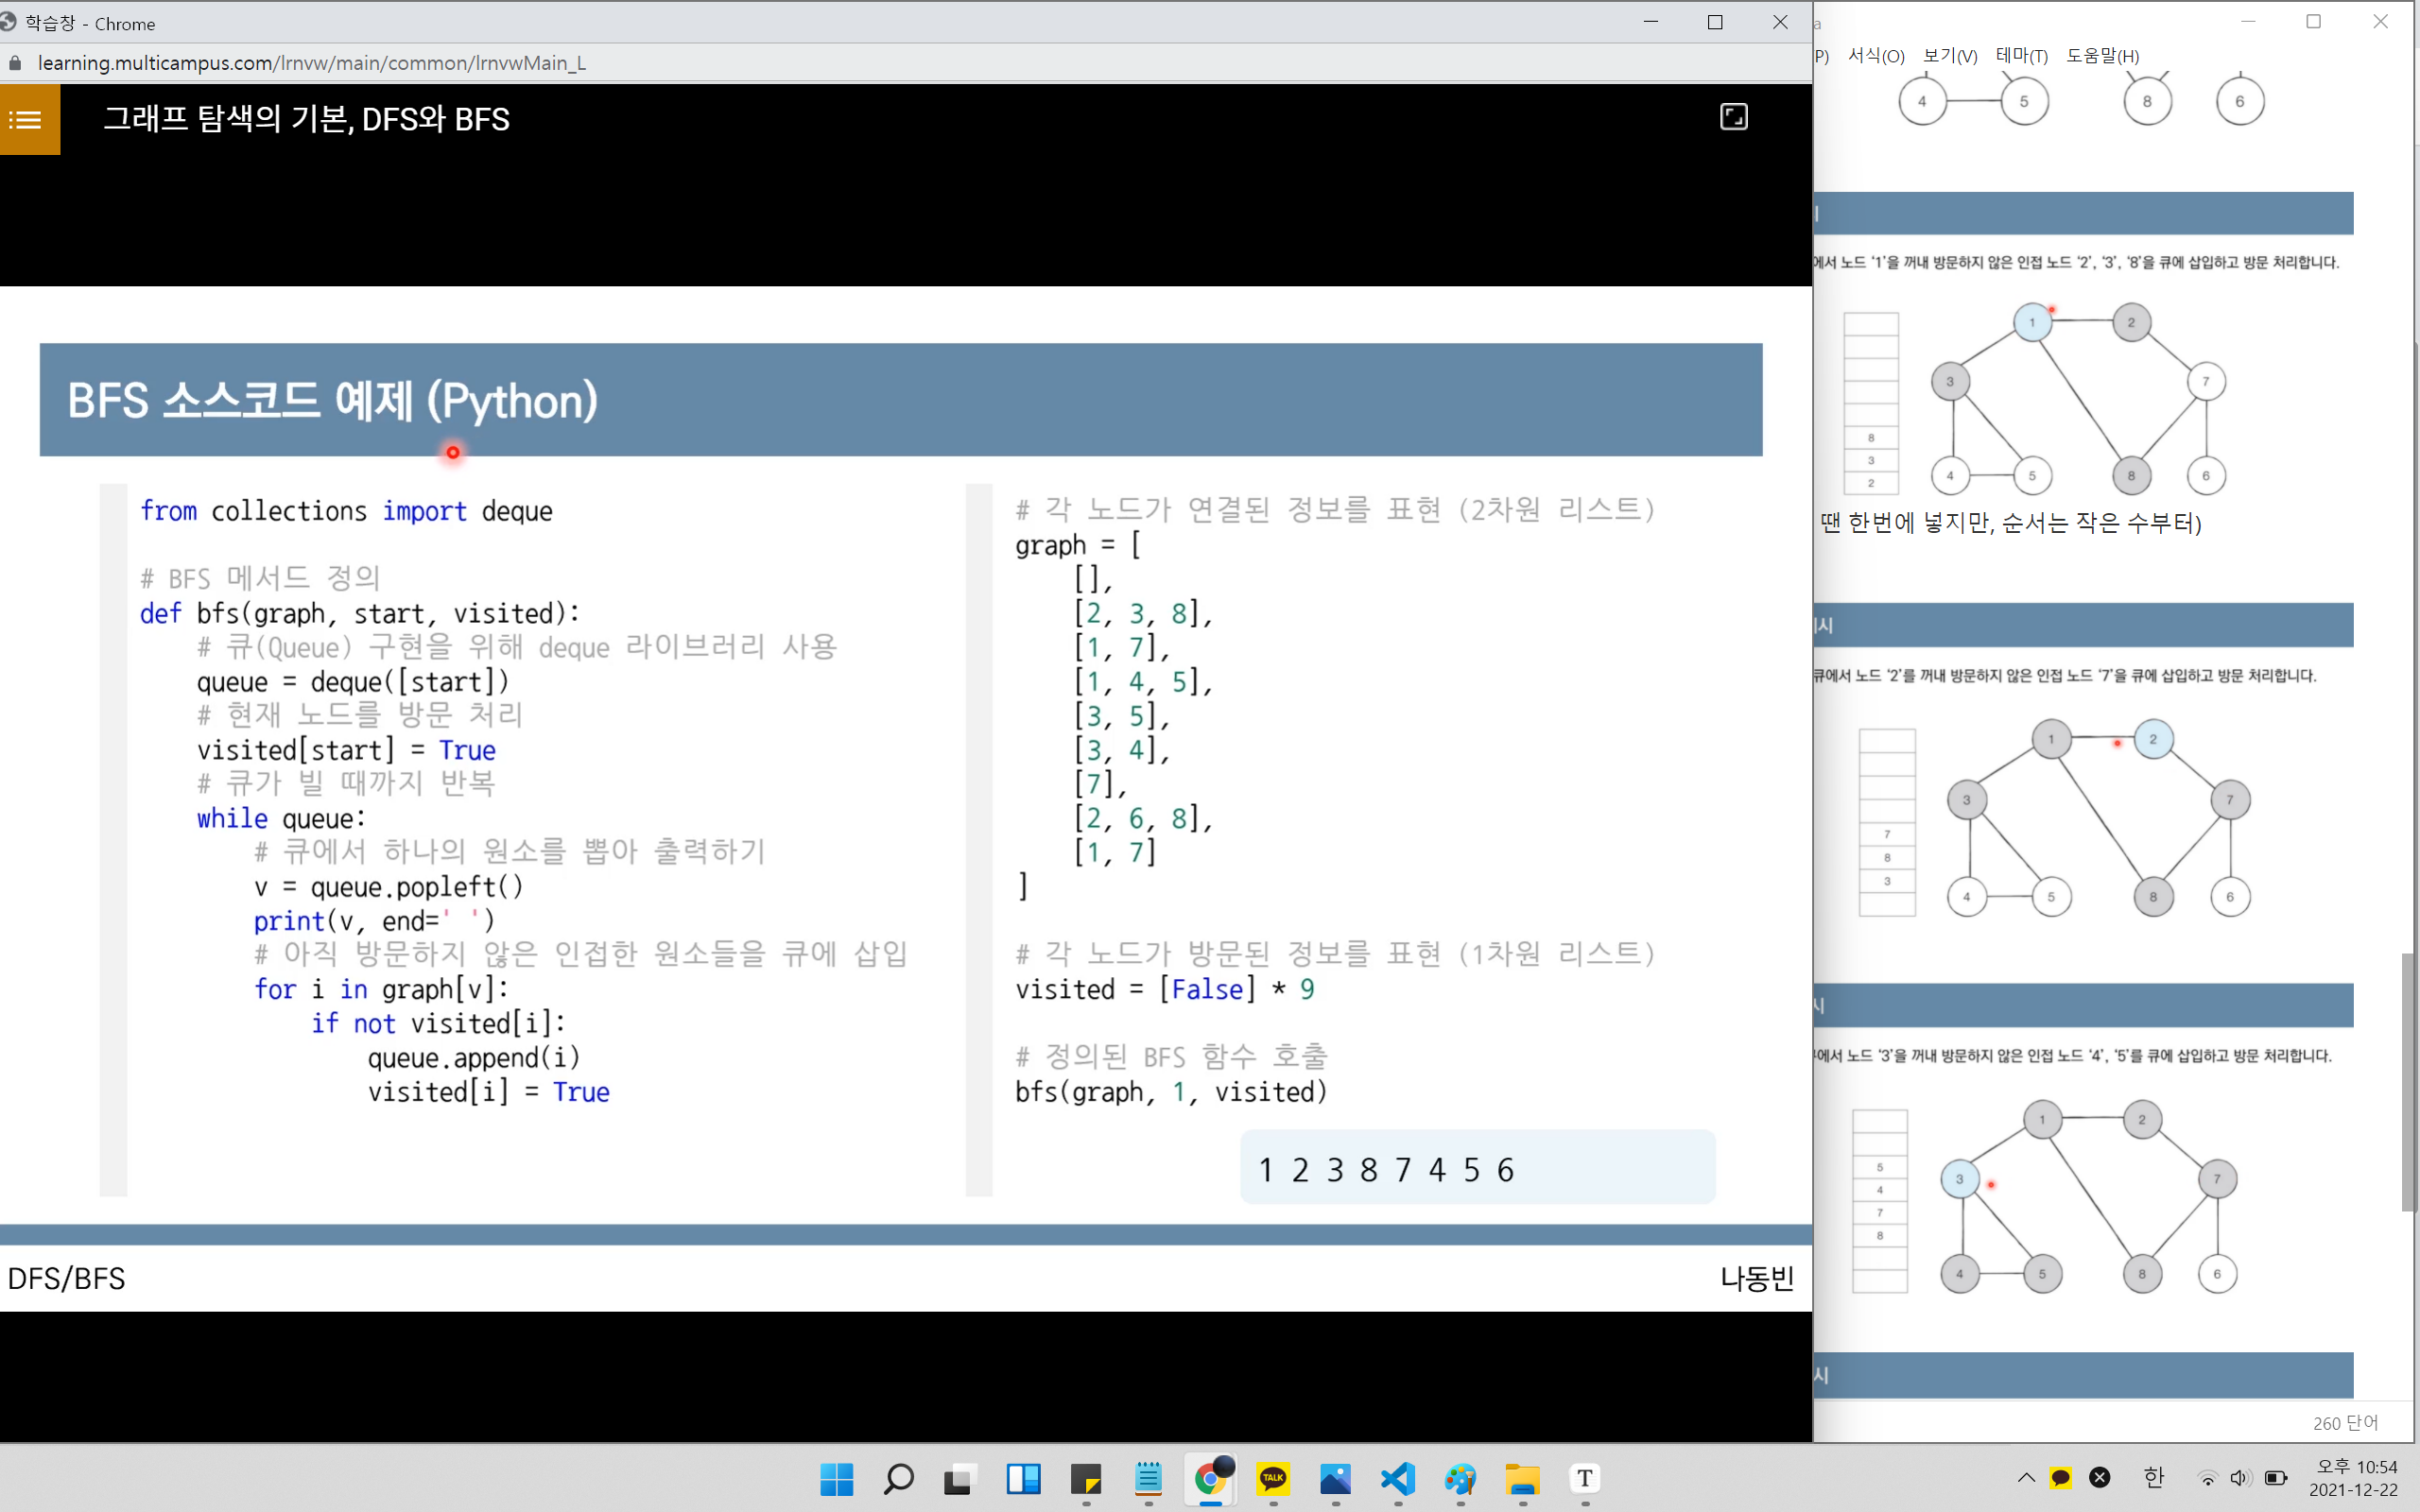 학습창 - Chrome
learning.multicampus.com/lrnvw/main/common/lrnvwMain_L
그래프 탐색의 기본, DFS와 BFS
BFS 소스코드 예제 (Python)
from collections import deque
# BFS 메서드 정의
def bfs(graph, start, visited):
# 큐(Queue) 구현을 위해 deque 라이브러리 사용
queue = deque([start])
# 현재 노드를 방문 처리
visited[start] = True
# 큐가 빌 때까지 반복
while queue:
# 큐에서 하나의 원소를 뽑아 출력하기
v = queue.popleft()
print(v, end=' ')
# 아직 방문하지 않은 인접한 원소들을 큐에 삽입
for i in graph[v]:
if not visited[i]:
queue.append(i)
visited[i] = True
# 각 노드가 연결된 정보를 표현 (2차원 리스트)
graph = [
[],
[2, 3, 8],
[1, 7],
[1, 4, 5],
[3, 5],
[3, 4],
[7],
[2, 6, 8],
[1, 7]
]
# 각 노드가 방문된 정보를 표현 (1차원 리스트)
visited = [False] * 9
# 정의된 BFS 함수 호출
bfs(graph, 1, visited)
1 2 3 8 7 4 5 6
DFS/BFS
나동빈
a
P) 서식(O) 보기(V) 테마(T) 도움말(H)
4 5 8 6
에서 노드 '1'을 꺼내 방문하지 않은 인접 노드 '2', '3', '8'을 큐에 삽입하고 방문 처리합니다.
1 2
3 7
8
3
2
4 5 8 6
땐 한번에 넣지만, 순서는 작은 수부터)
시
큐에서 노드 '2'를 꺼내 방문하지 않은 인접 노드 '7'을 큐에 삽입하고 방문 처리합니다.
1 2
3 7
7
8
3
4 5 8 6
시
에서 노드 '3'을 꺼내 방문하지 않은 인접 노드 '4', '5'를 큐에 삽입하고 방문 처리합니다.
1 2
3 7
5
4
7
8
4 5 8 6
시
260 단어
TALK
T
한
오후 10:54
2021-12-22